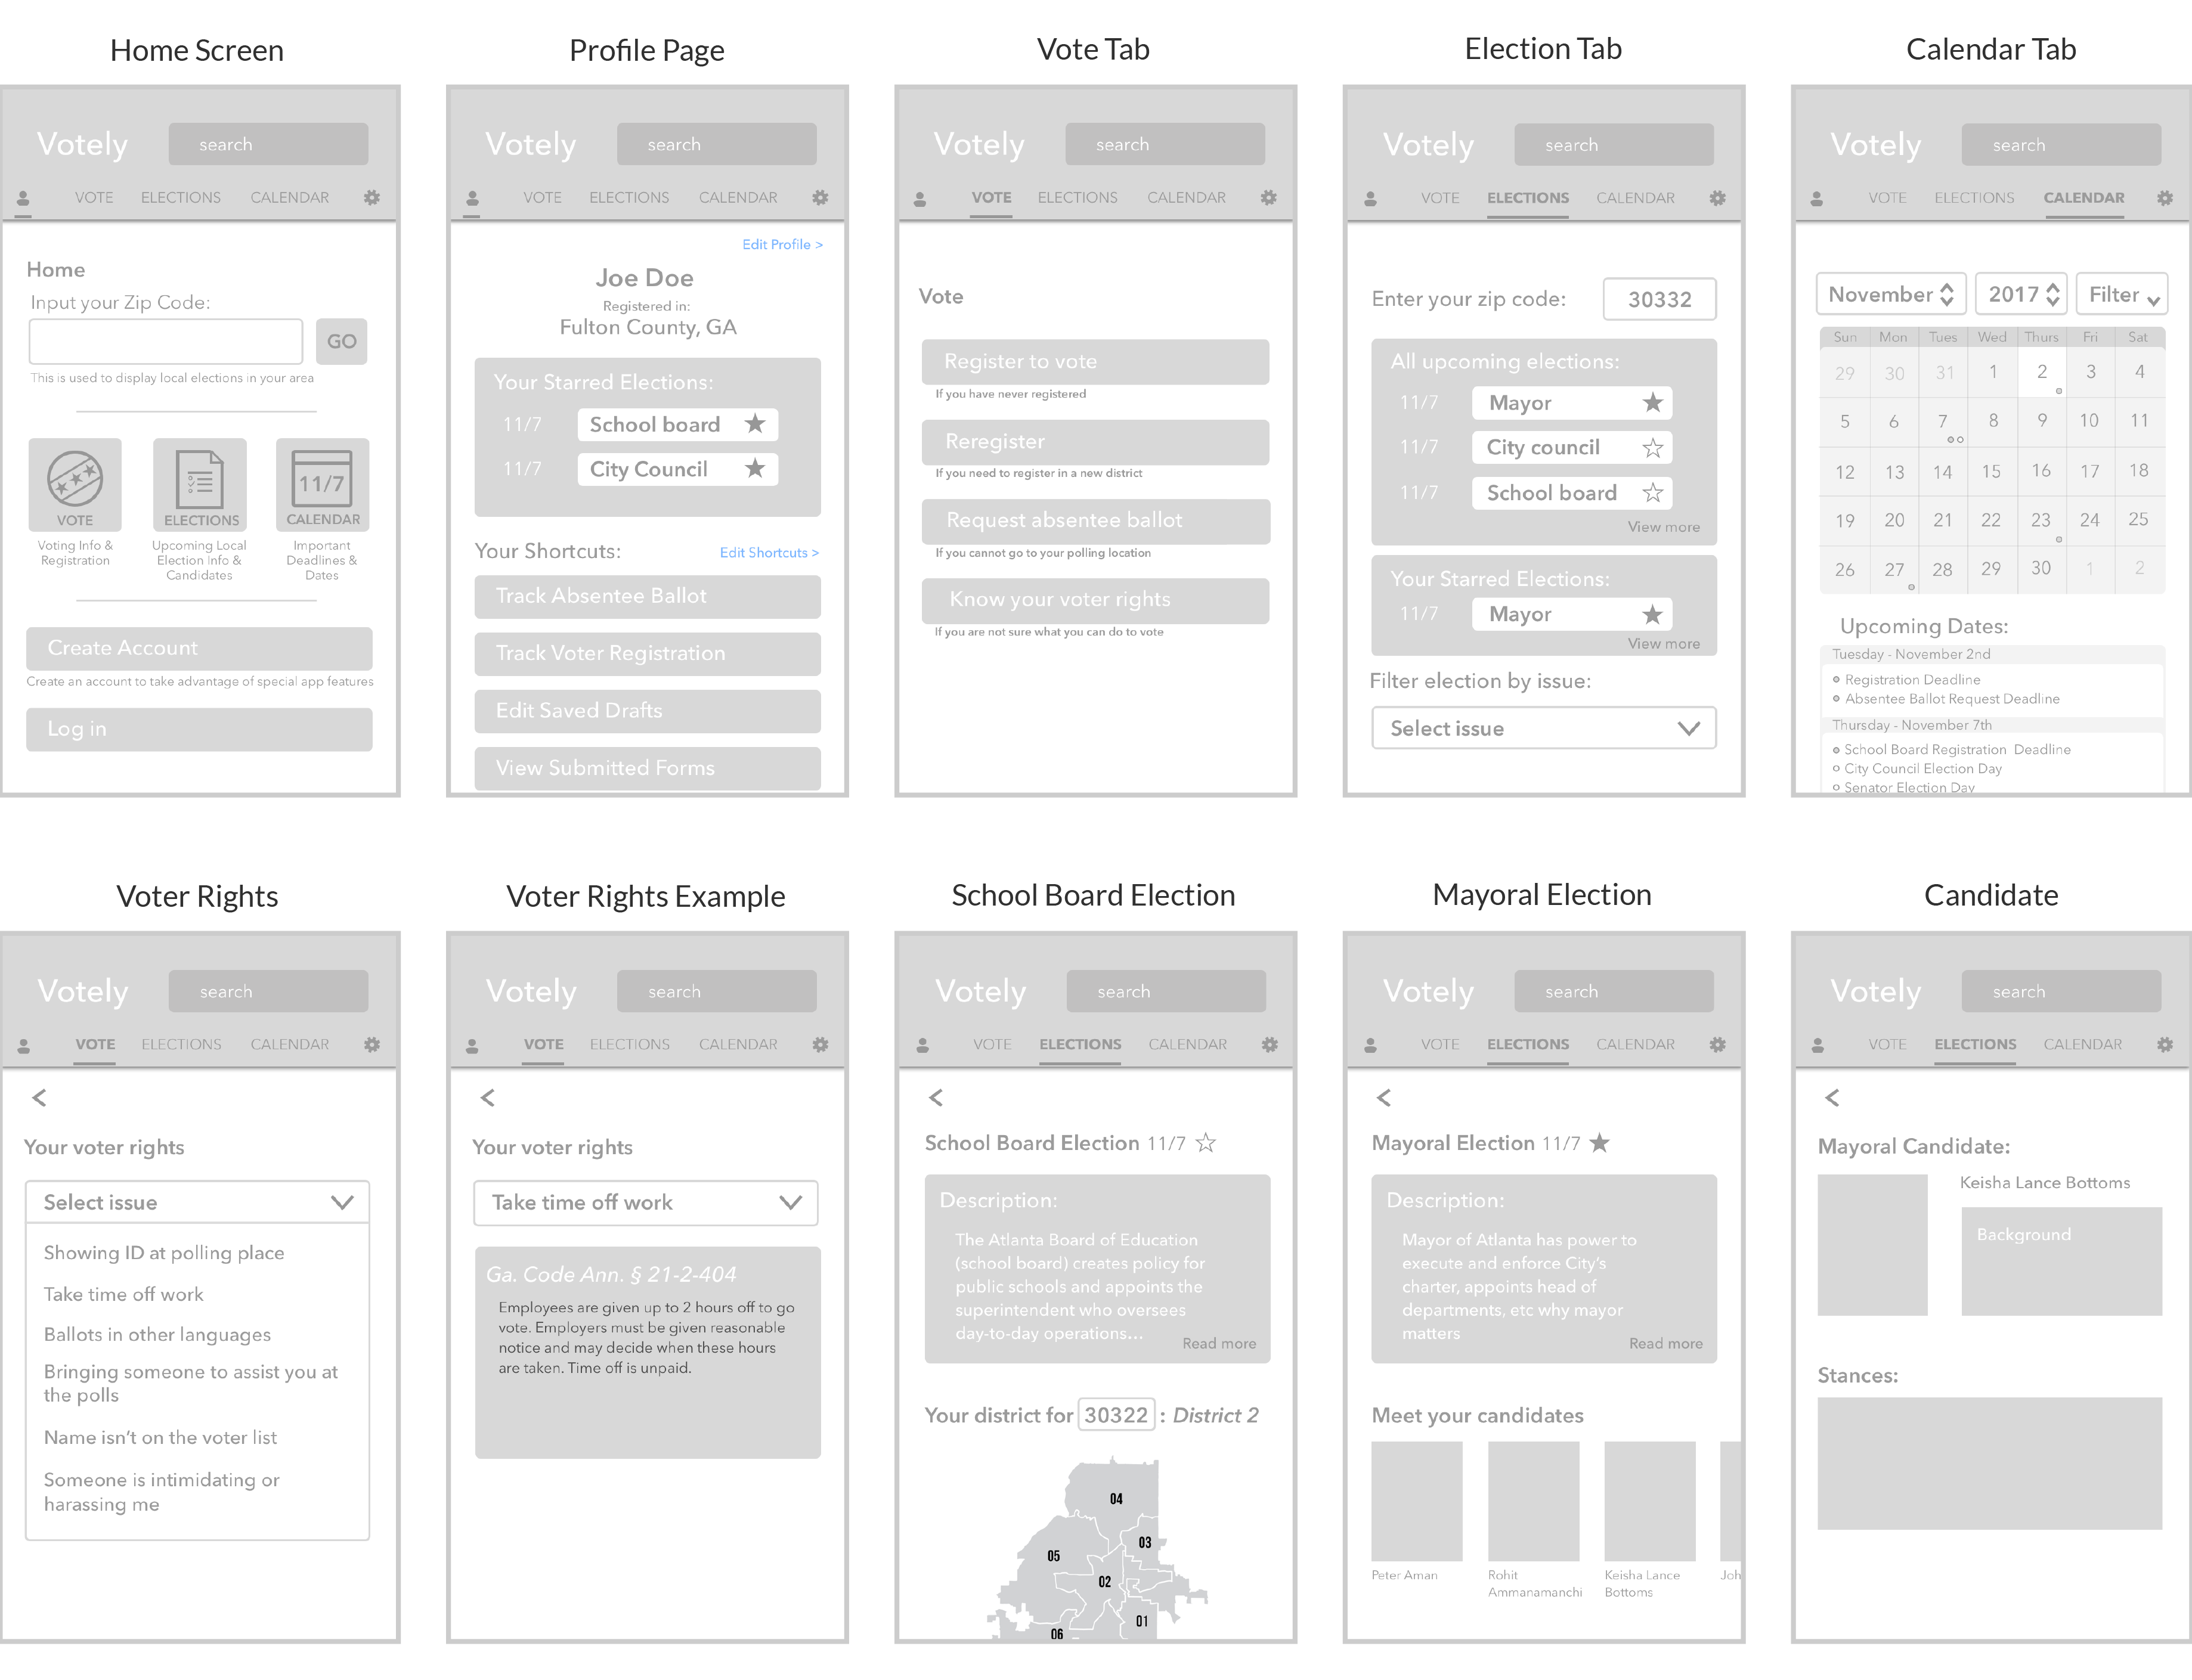 Home Screen
Votely
search
VOTE ELECTIONS CALENDAR
Home
Input your Zip Code:
GO
This is used to display local elections in your area
VOTE
Voting Info &
Registration
ELECTIONS
Upcoming Local
Election info &
Candidates
11/7
CALENDAR
Important
Deadlines &
Dates
Create Account
Create an account to take advantage of special app features
Log in
Profile Page
Votely
search
VOTE ELECTIONS CALENDAR
Edit Profile >
Joe Doe
Registered in:
Fulton County, GA
Your Starred Elections:
11/7 School board
11/7 City Council
Your Shortcuts: Edit Shortcuts >
Track Absentee Ballot
Track Voter Registration
Edit Saved Drafts
View Submitted Forms
Vote Tab
Votely
search
VOTE ELECTIONS CALENDAR
Vote
Register to vote
If you have never registered
Reregister
If you need to register in a new district
Request absentee ballot
If you cannot go to your polling location
Know your voter rights
If you are not sure what you can do to vote
Election Tab
Votely
search
VOTE ELECTIONS CALENDAR
Enter your zip code: 30332
All upcoming elections:
11/7 Mayor
11/7 City council
11/7 School board
View more
Your Starred Elections:
11/7 Mayor
View more
Filter election by issue:
Select issue
Calendar Tab
Votely
search
VOTE ELECTIONS CALENDAR
November 2017 Filter
Sun Mon Tues Wed Thurs Fri Sat
29 30 31 1 2 3 4
5 6 7 8 9 10 11
12 13 14 15 16 17 18
19 20 21 22 23 24 25
26 27 28 29 30 1 2
Upcoming Dates:
Tuesday - November 2nd
Registration Deadline
Absentee Ballot Request Deadline
Thursday - November 7th
School Board Registration Deadline
City Council Election Day
Senator Election Day
Voter Rights
Votely
search
VOTE ELECTIONS CALENDAR
<
Your voter rights
Select issue
Showing ID at polling place
Take time off work
Ballots in other languages
Bringing someone to assist you at
the polls
Name isn't on the voter list
Someone is intimidating or
harassing me
Voter Rights Example
Votely
search
VOTE ELECTIONS CALENDAR
<
Your voter rights
Take time off work
Ga. Code Ann. § 21-2-404
Employees are given up to 2 hours off to go
vote. Employers must be given reasonable
notice and may decide when these hours
are taken. Time off is unpaid.
School Board Election
Votely
search
VOTE ELECTIONS CALENDAR
<
School Board Election 11/7
Description:
The Atlanta Board of Education
(school board) creates policy for
public schools and appoints the
superintendent who oversees
day-to-day operations...
Read more
Your district for 30322 : District 2
04
03
05
02
01
06
Mayoral Election
Votely
search
VOTE ELECTIONS CALENDAR
<
Mayoral Election 11/7
Description:
Mayor of Atlanta has power to
execute and enforce City's
charter, appoints head of
departments, etc why mayor
matters
Read more
Meet your candidates
Peter Aman
Rohit
Ammanamanchi
Keisha Lance
Bottoms
Joh
Candidate
Votely
search
VOTE ELECTIONS CALENDAR
<
Mayoral Candidate:
Keisha Lance Bottoms
Background
Stances: